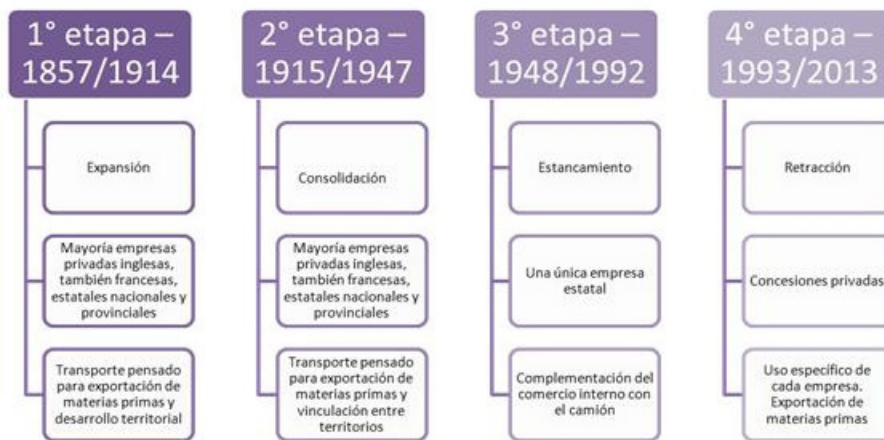 1° etapa –
1857/1914
Expansión
Mayoría empresas
privadas inglesas,
también francesas,
estatales nacionales y
provinciales
Transporte pensado
para exportación de
materias primas y
desarrollo territorial
2° etapa –
1915/1947
Consolidación
Mayoría empresas
privadas inglesas,
también francesas,
estatales nacionales y
provinciales
Transporte pensado
para exportación de
materias primas y
vinculación entre
territorios
3° etapa –
1948/1992
Estancamiento
Una única empresa
estatal
Complementación del
comercio interno con
el camión
4° etapa –
1993/2013
Retracción
Concesiones privadas
Uso específico de
cada empresa.
Exportación de
materias primas